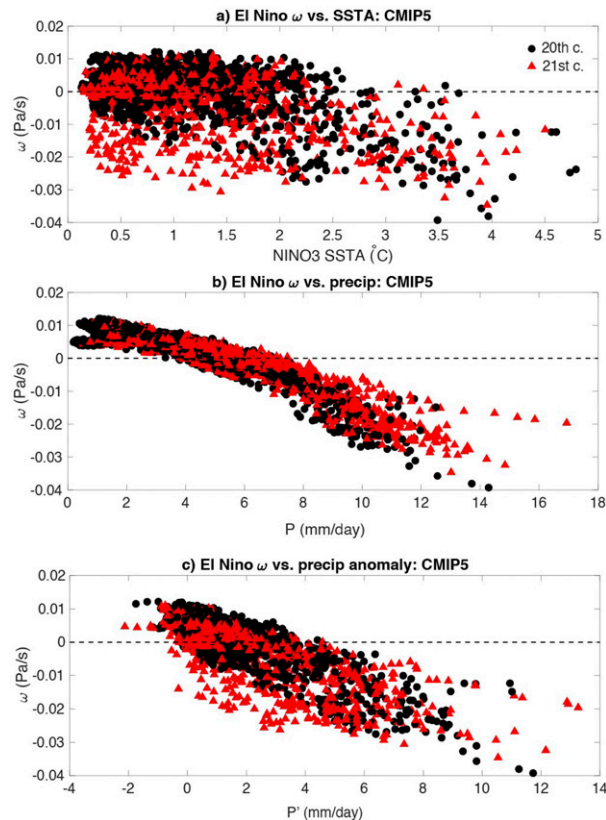 a) El Nino ω vs. SSTA: CMIP5
0.02
0.01
0
-0.01
-0.02
-0.03
-0.04
ω (Pa/s)
20th c.
21st c.
0 0.5 1 1.5 2 2.5 3 3.5 4 4.5 5
NINO3 SSTA (°C)
b) El Nino ω vs. precip: CMIP5
0.02
0.01
0
-0.01
-0.02
-0.03
-0.04
ω (Pa/s)
0 2 4 6 8 10 12 14 16 18
P (mm/day)
c) El Nino ω vs. precip anomaly: CMIP5
0.02
0.01
0
-0.01
-0.02
-0.03
-0.04
ω (Pa/s)
-4 -2 0 2 4 6 8 10 12 14
P' (mm/day)